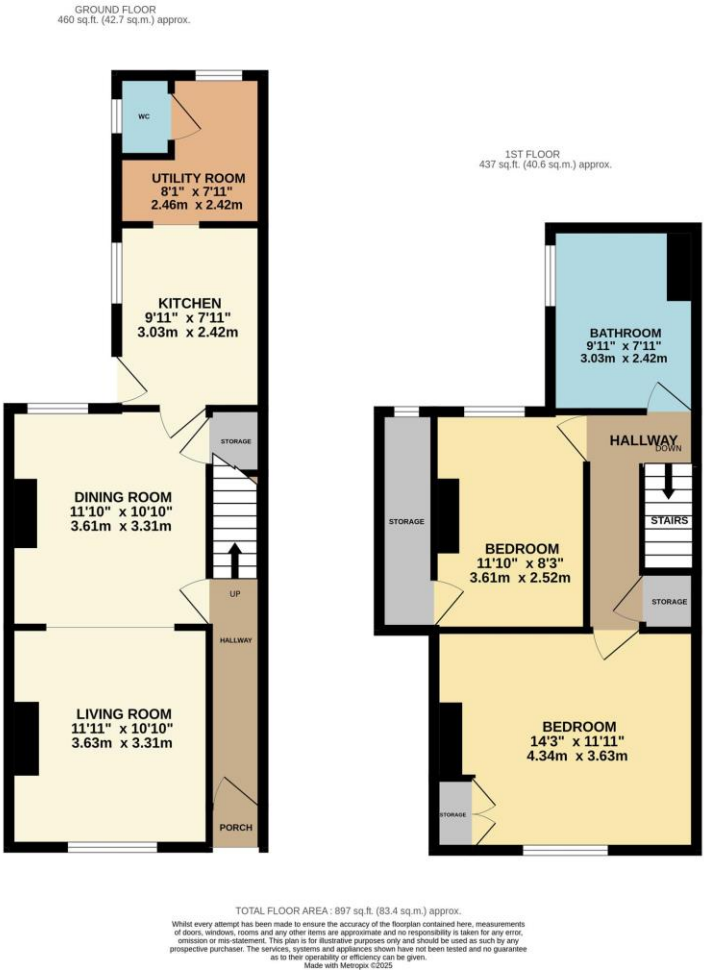 GROUND FLOOR
460 sq.ft. (42.7 sq.m.) approx.
WC
UTILITY ROOM
8'1" x 7'11"
2.46m x 2.42m
KITCHEN
9'11" x 7'11"
3.03m x 2.42m
STORAGE
DINING ROOM
11'10" x 10'10"
3.61m x 3.31m
UP
HALLWAY
LIVING ROOM
11'11" x 10'10"
3.63m x 3.31m
PORCH
1ST FLOOR
437 sq.ft. (40.6 sq.m.) approx.
BATHROOM
9'11" x 7'11"
3.03m x 2.42m
HALLWAY
DOWN
STORAGE
STAIRS
BEDROOM
11'10" x 8'3"
3.61m x 2.52m
STORAGE
BEDROOM
14'3" x 11'11"
4.34m x 3.63m
STORAGE
TOTAL FLOOR AREA : 897 sq.ft. (83.4 sq.m.) approx.
Whilst every attempt has been made to ensure the accuracy of the floorplan contained here, measurements
of doors, windows, rooms and any other items are approximate and no responsibility is taken for any error,
omission or mis-statement. This plan is for illustrative purposes only and should be used as such by any
prospective purchaser. The services, systems and appliances shown have not been tested and no guarantee
as to their operability or efficiency can be given.
Made with Metropix ©2025